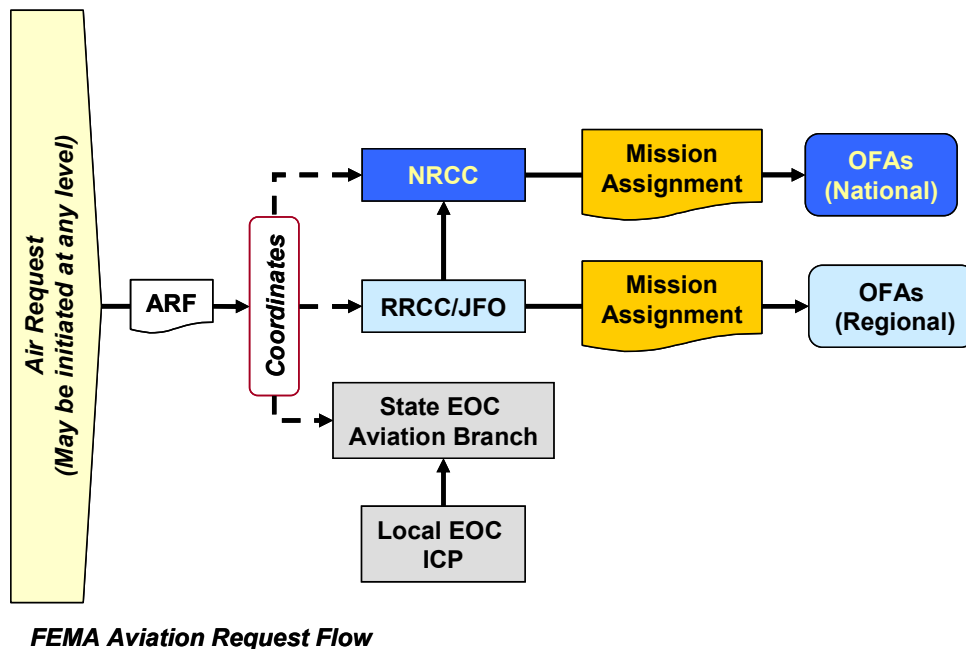 Air Request
(May be initiated at any level)
ARF
Coordinates
NRCC
Mission
Assignment
OFAs
(National)
RRCC/JFO
Mission
Assignment
OFAs
(Regional)
State EOC
Aviation Branch
Local EOC
ICP
FEMA Aviation Request Flow